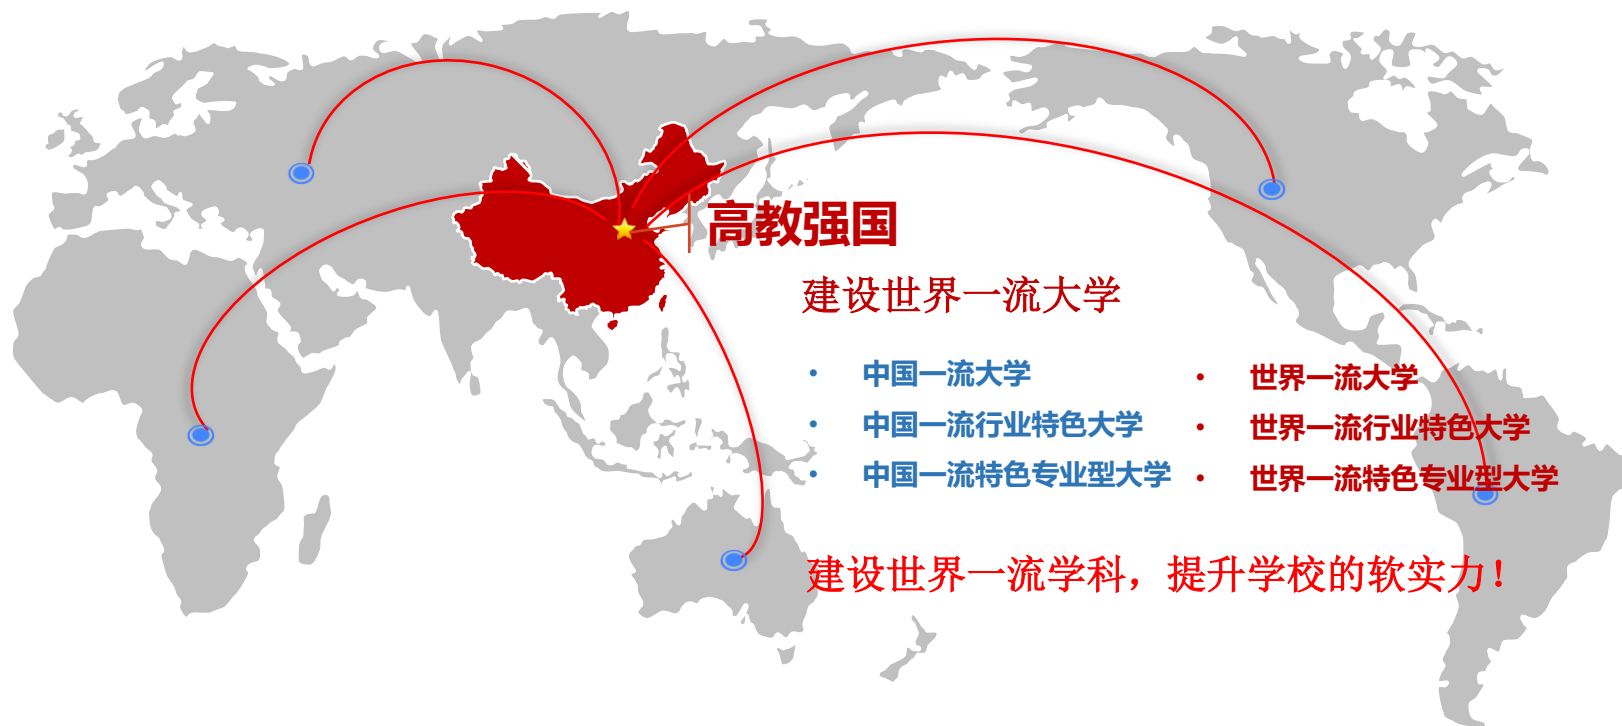 高教强国
建设世界一流大学
• 中国一流大学
• 中国一流行业特色大学
• 中国一流特色专业型大学
• 世界一流大学
• 世界一流行业特色大学
• 世界一流特色专业型大学
建设世界一流学科，提升学校的软实力！